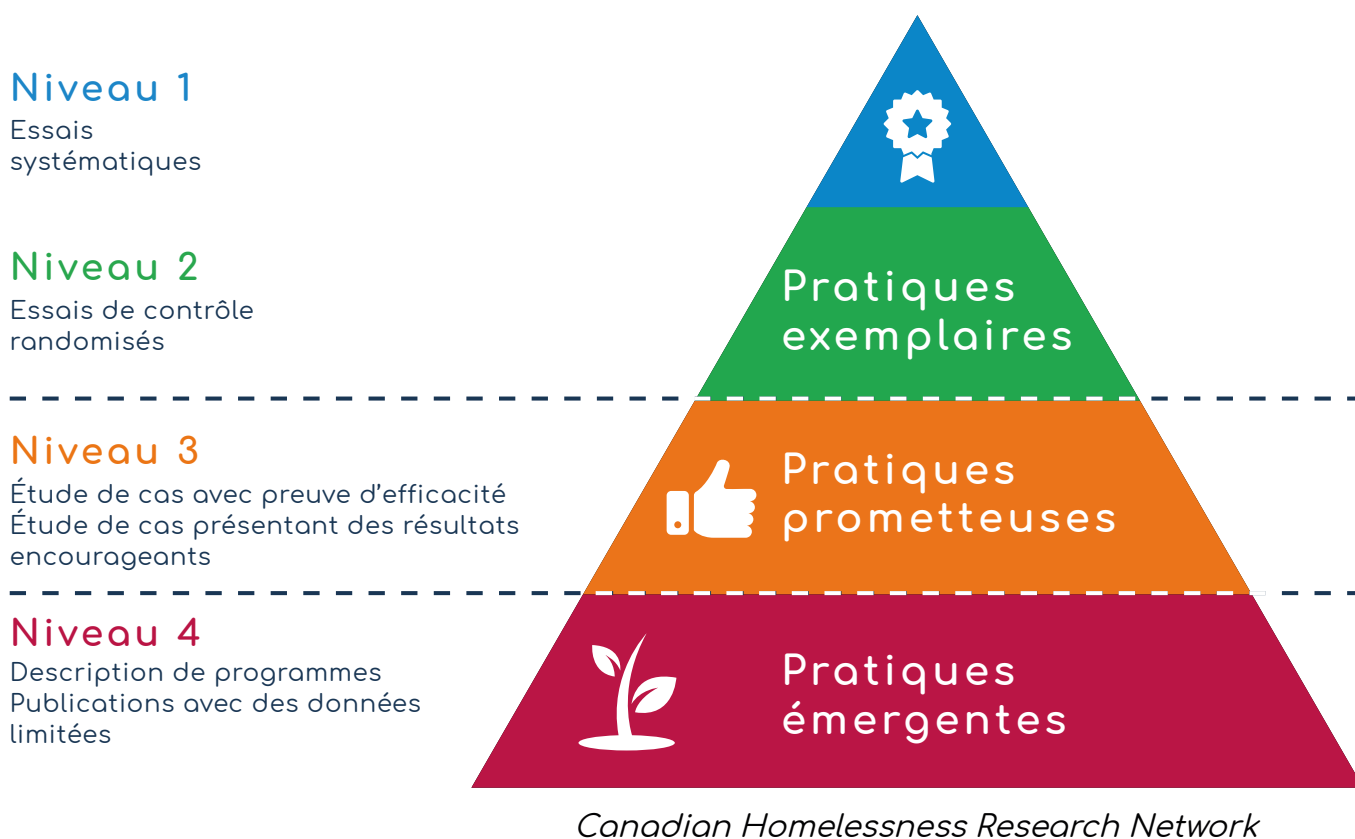 Niveau 1
Essais
systématiques
Niveau 2
Essais de contrôle
randomisés
Pratiques
exemplaires
Niveau 3
Étude de cas avec preuve d’efficacité
Étude de cas présentant des résultats
encourageants
Pratiques
prometteuses
Niveau 4
Description de programmes
Publications avec des données
limitées
Pratiques
émergentes
Canadian Homelessness Research Network